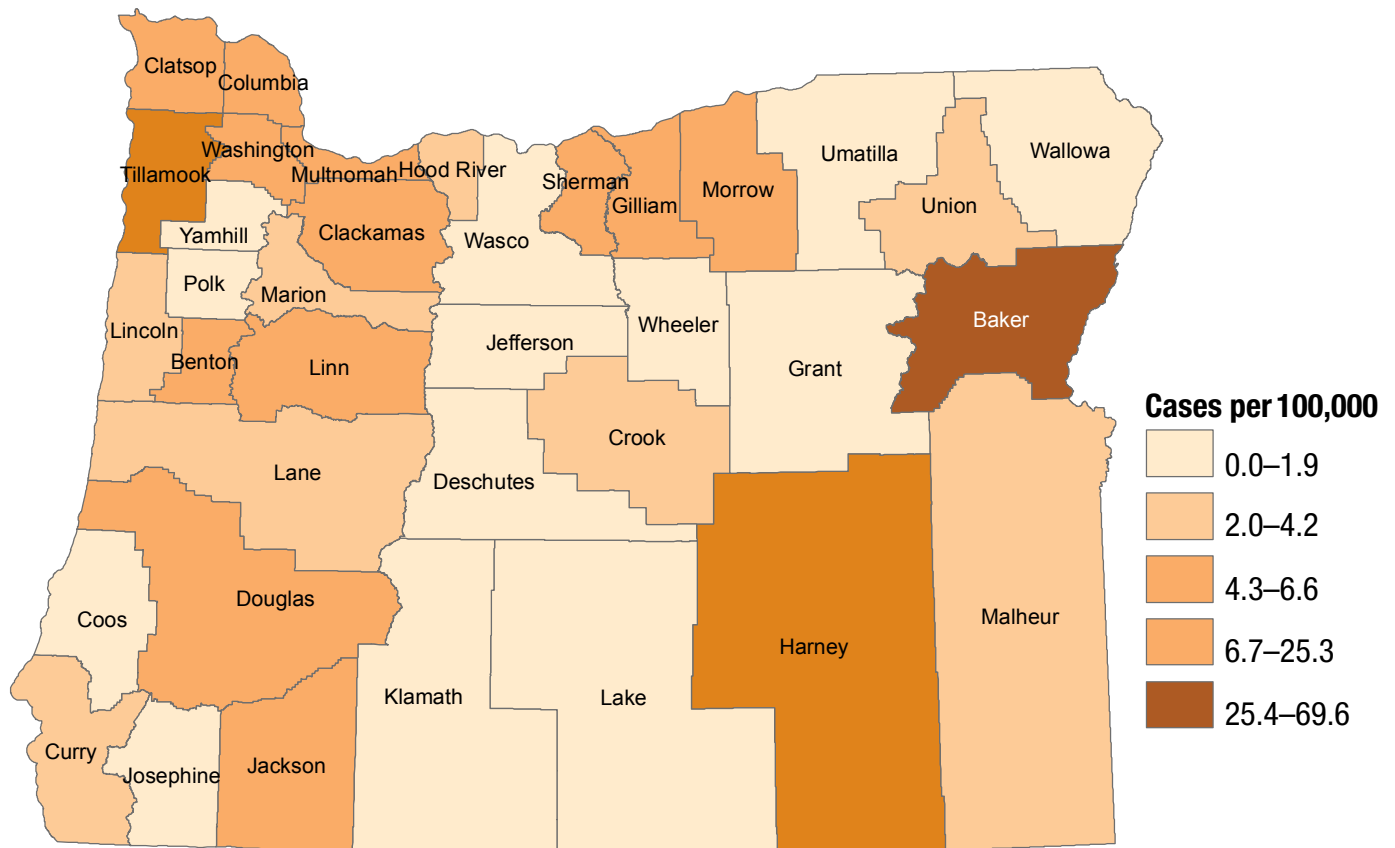 Clatsop
Columbia
Washington
Tillamook
Multnomah
Hood River
Sherman
Gilliam
Morrow
Umatilla
Wallowa
Union
Yamhill
Clackamas
Wasco
Polk
Marion
Lincoln
Benton
Linn
Jefferson
Wheeler
Grant
Baker
Crook
Lane
Deschutes
Douglas
Coos
Klamath
Lake
Harney
Malheur
Curry
Josephine
Jackson
Cases per 100,000
0.0–1.9
2.0–4.2
4.3–6.6
6.7–25.3
25.4–69.6